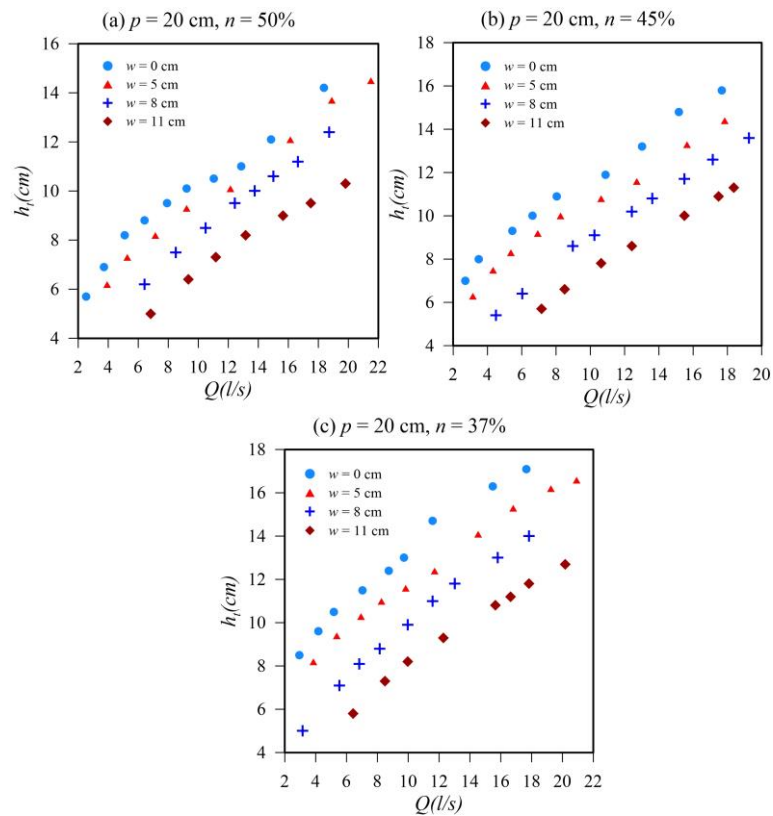 (a) p = 20 cm, n = 50%
16
14
12
10
8
6
4
h_t(cm)
w = 0 cm
w = 5 cm
w = 8 cm
w = 11 cm
2 4 6 8 10 12 14 16 18 20 22
Q(l/s)
(b) p = 20 cm, n = 45%
18
16
14
12
10
8
6
4
h_t(cm)
w = 0 cm
w = 5 cm
w = 8 cm
w = 11 cm
2 4 6 8 10 12 14 16 18 20
Q(l/s)
(c) p = 20 cm, n = 37%
18
16
14
12
10
8
6
4
h_t(cm)
w = 0 cm
w = 5 cm
w = 8 cm
w = 11 cm
2 4 6 8 10 12 14 16 18 20 22
Q(l/s)